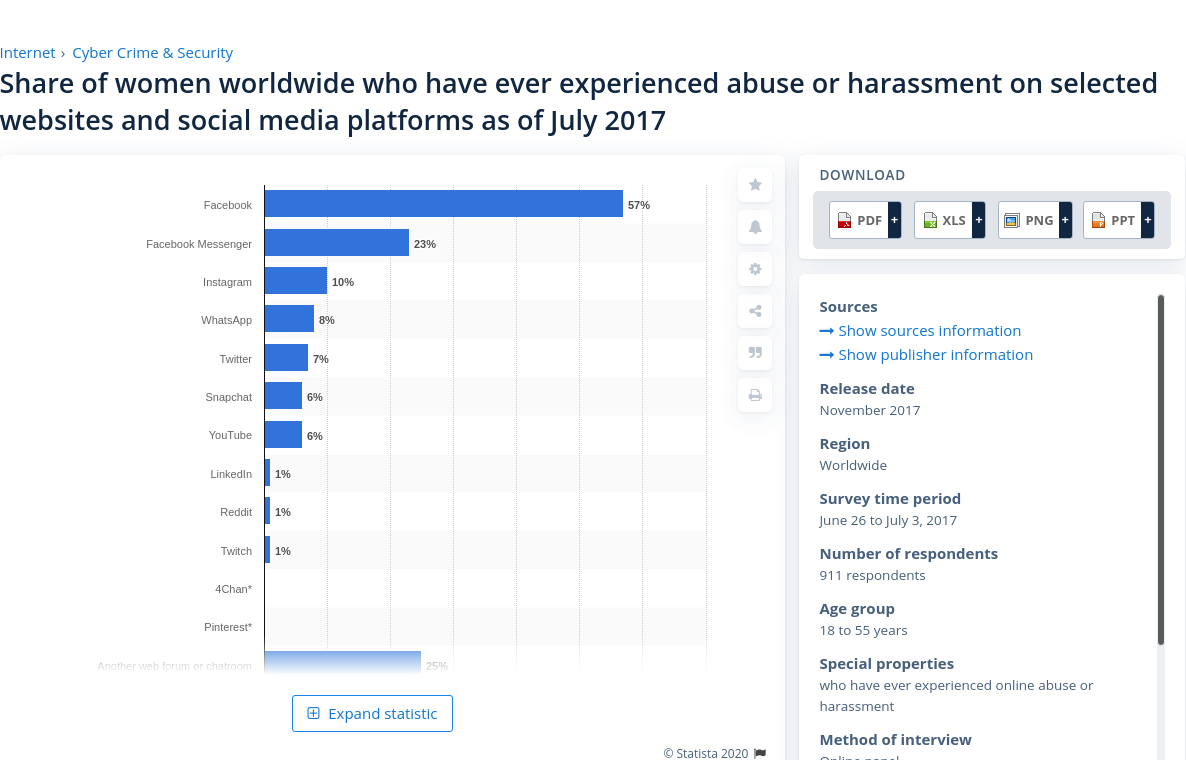 Internet › Cyber Crime & Security
Share of women worldwide who have ever experienced abuse or harassment on selected
websites and social media platforms as of July 2017
Facebook 57%
Facebook Messenger 23%
Instagram 10%
WhatsApp 8%
Twitter 7%
Snapchat 6%
YouTube 6%
LinkedIn 1%
Reddit 1%
Twitch 1%
4Chan*
Pinterest*
Another web forum or chatroom 25%
Expand statistic
© Statista 2020
DOWNLOAD
PDF + XLS + PNG + PPT +
Sources
Show sources information
Show publisher information
Release date
November 2017
Region
Worldwide
Survey time period
June 26 to July 3, 2017
Number of respondents
911 respondents
Age group
18 to 55 years
Special properties
who have ever experienced online abuse or
harassment
Method of interview
Online panel